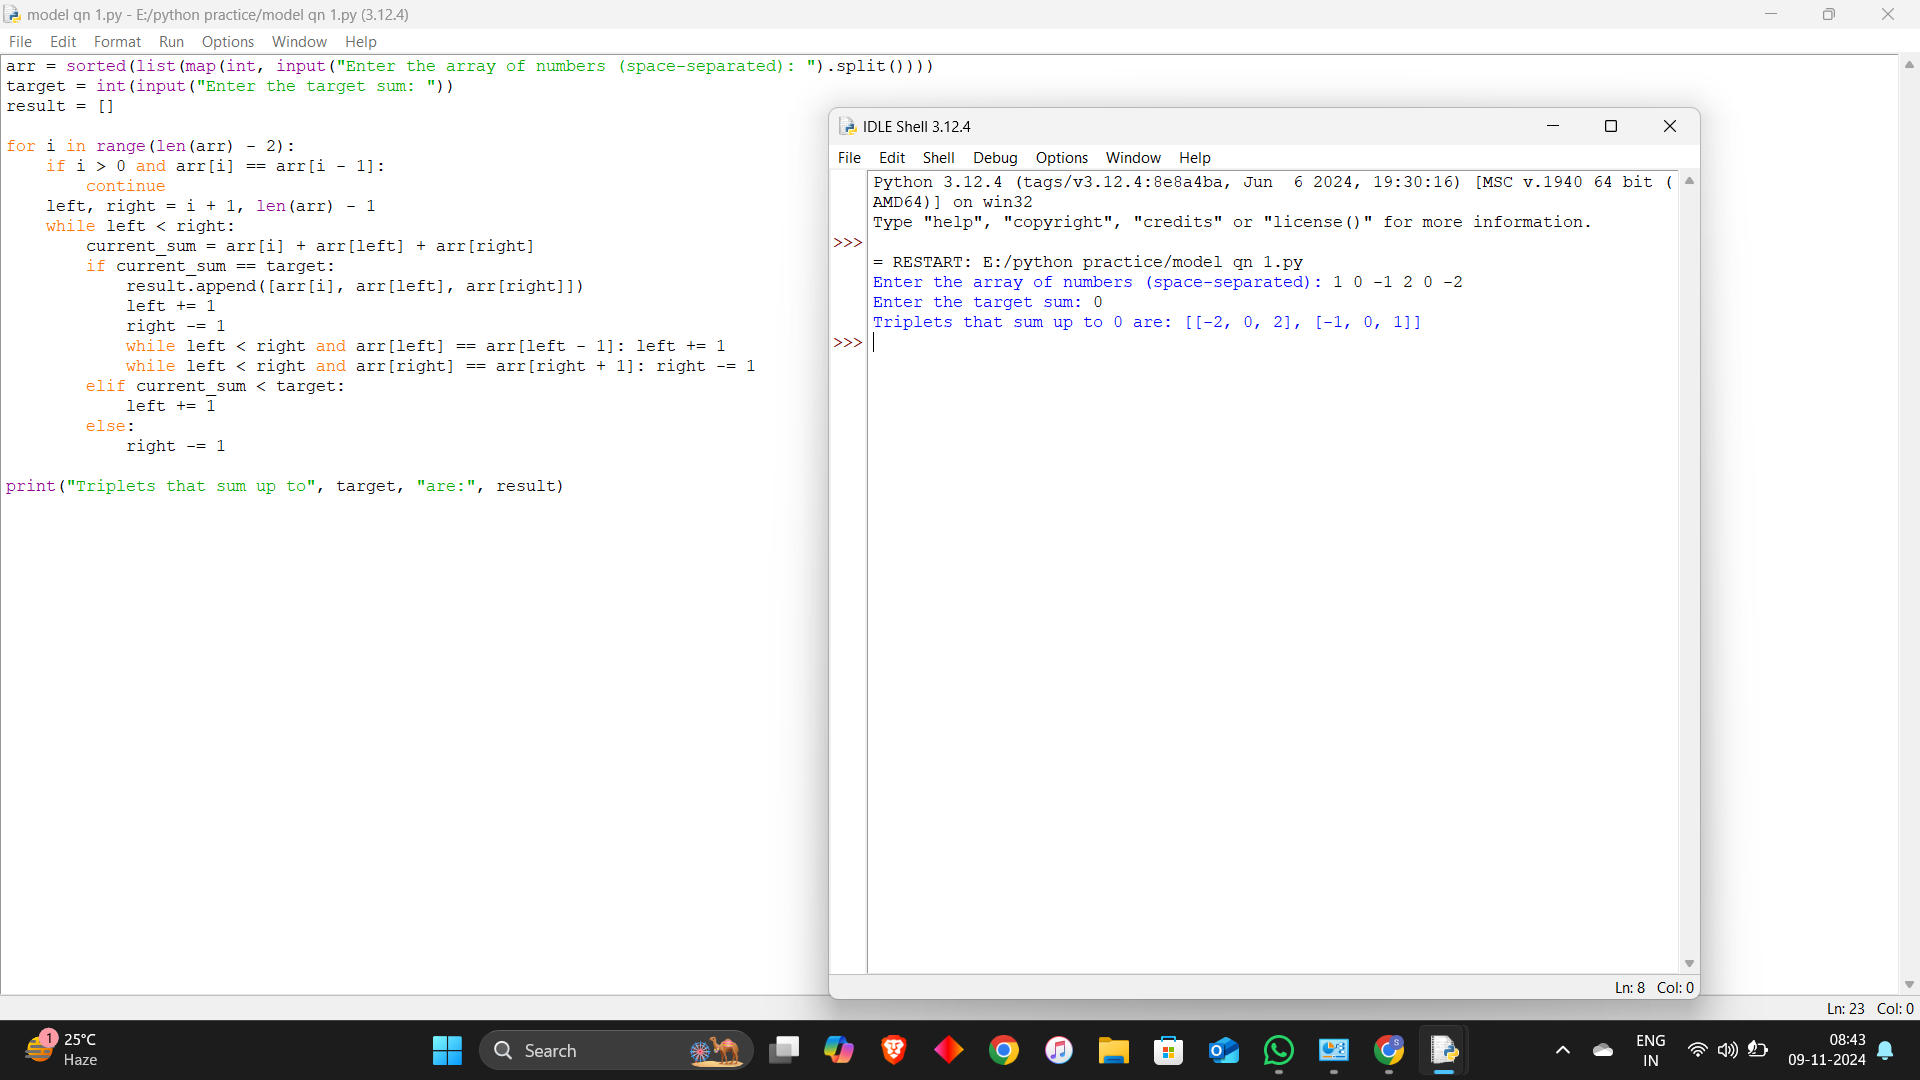 model qn 1.py - E:/python practice/model qn 1.py (3.12.4)
File Edit Format Run Options Window Help
arr = sorted(list(map(int, input("Enter the array of numbers (space-separated): ").split())))
target = int(input("Enter the target sum: "))
result = []
for i in range(len(arr) - 2):
    if i > 0 and arr[i] == arr[i - 1]:
        continue
    left, right = i + 1, len(arr) - 1
    while left < right:
        current_sum = arr[i] + arr[left] + arr[right]
        if current_sum == target:
            result.append([arr[i], arr[left], arr[right]])
            left += 1
            right -= 1
            while left < right and arr[left] == arr[left - 1]: left += 1
            while left < right and arr[right] == arr[right + 1]: right -= 1
        elif current_sum < target:
            left += 1
        else:
            right -= 1
print("Triplets that sum up to", target, "are:", result)
IDLE Shell 3.12.4
File Edit Shell Debug Options Window Help
Python 3.12.4 (tags/v3.12.4:8e8a4ba, Jun  6 2024, 19:30:16) [MSC v.1940 64 bit (
AMD64)] on win32
Type "help", "copyright", "credits" or "license()" for more information.
>>>
= RESTART: E:/python practice/model qn 1.py
Enter the array of numbers (space-separated): 1 0 -1 2 0 -2
Enter the target sum: 0
Triplets that sum up to 0 are: [[-2, 0, 2], [-1, 0, 1]]
>>>
Ln: 8 Col: 0
Ln: 23 Col: 0
1
25°C
Haze
Search
S
ENG
IN
08:43
09-11-2024